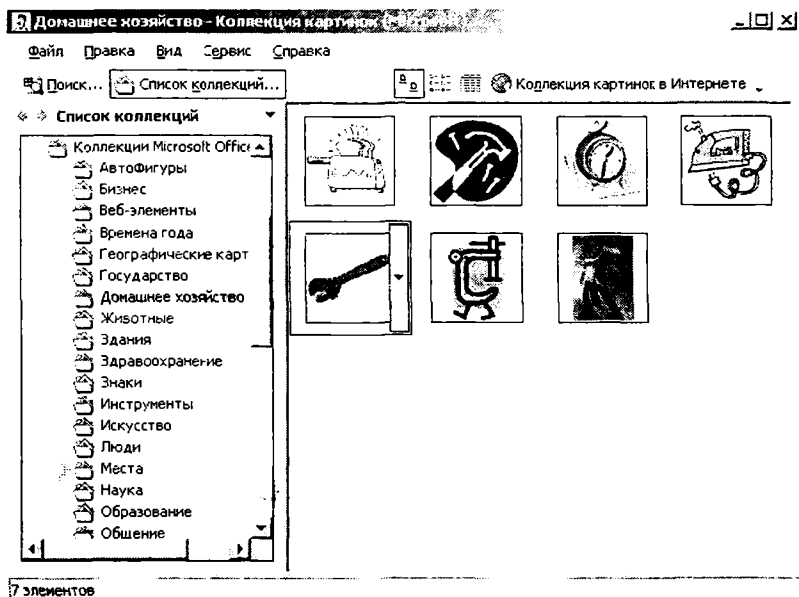 Домашнее хозяйство - Коллекция картинок
Файл Правка Вид Сервис Справка
Поиск... Список коллекций... Коллекция картинок в Интернете
Список коллекций
Коллекции Microsoft Office
АвтоФигуры
Бизнес
Веб-элементы
Времена года
Географические карт
Государство
Домашнее хозяйство
Животные
Здания
Здравоохранение
Знаки
Инструменты
Искусство
Люди
Места
Наука
Образование
Общение
7 элементов